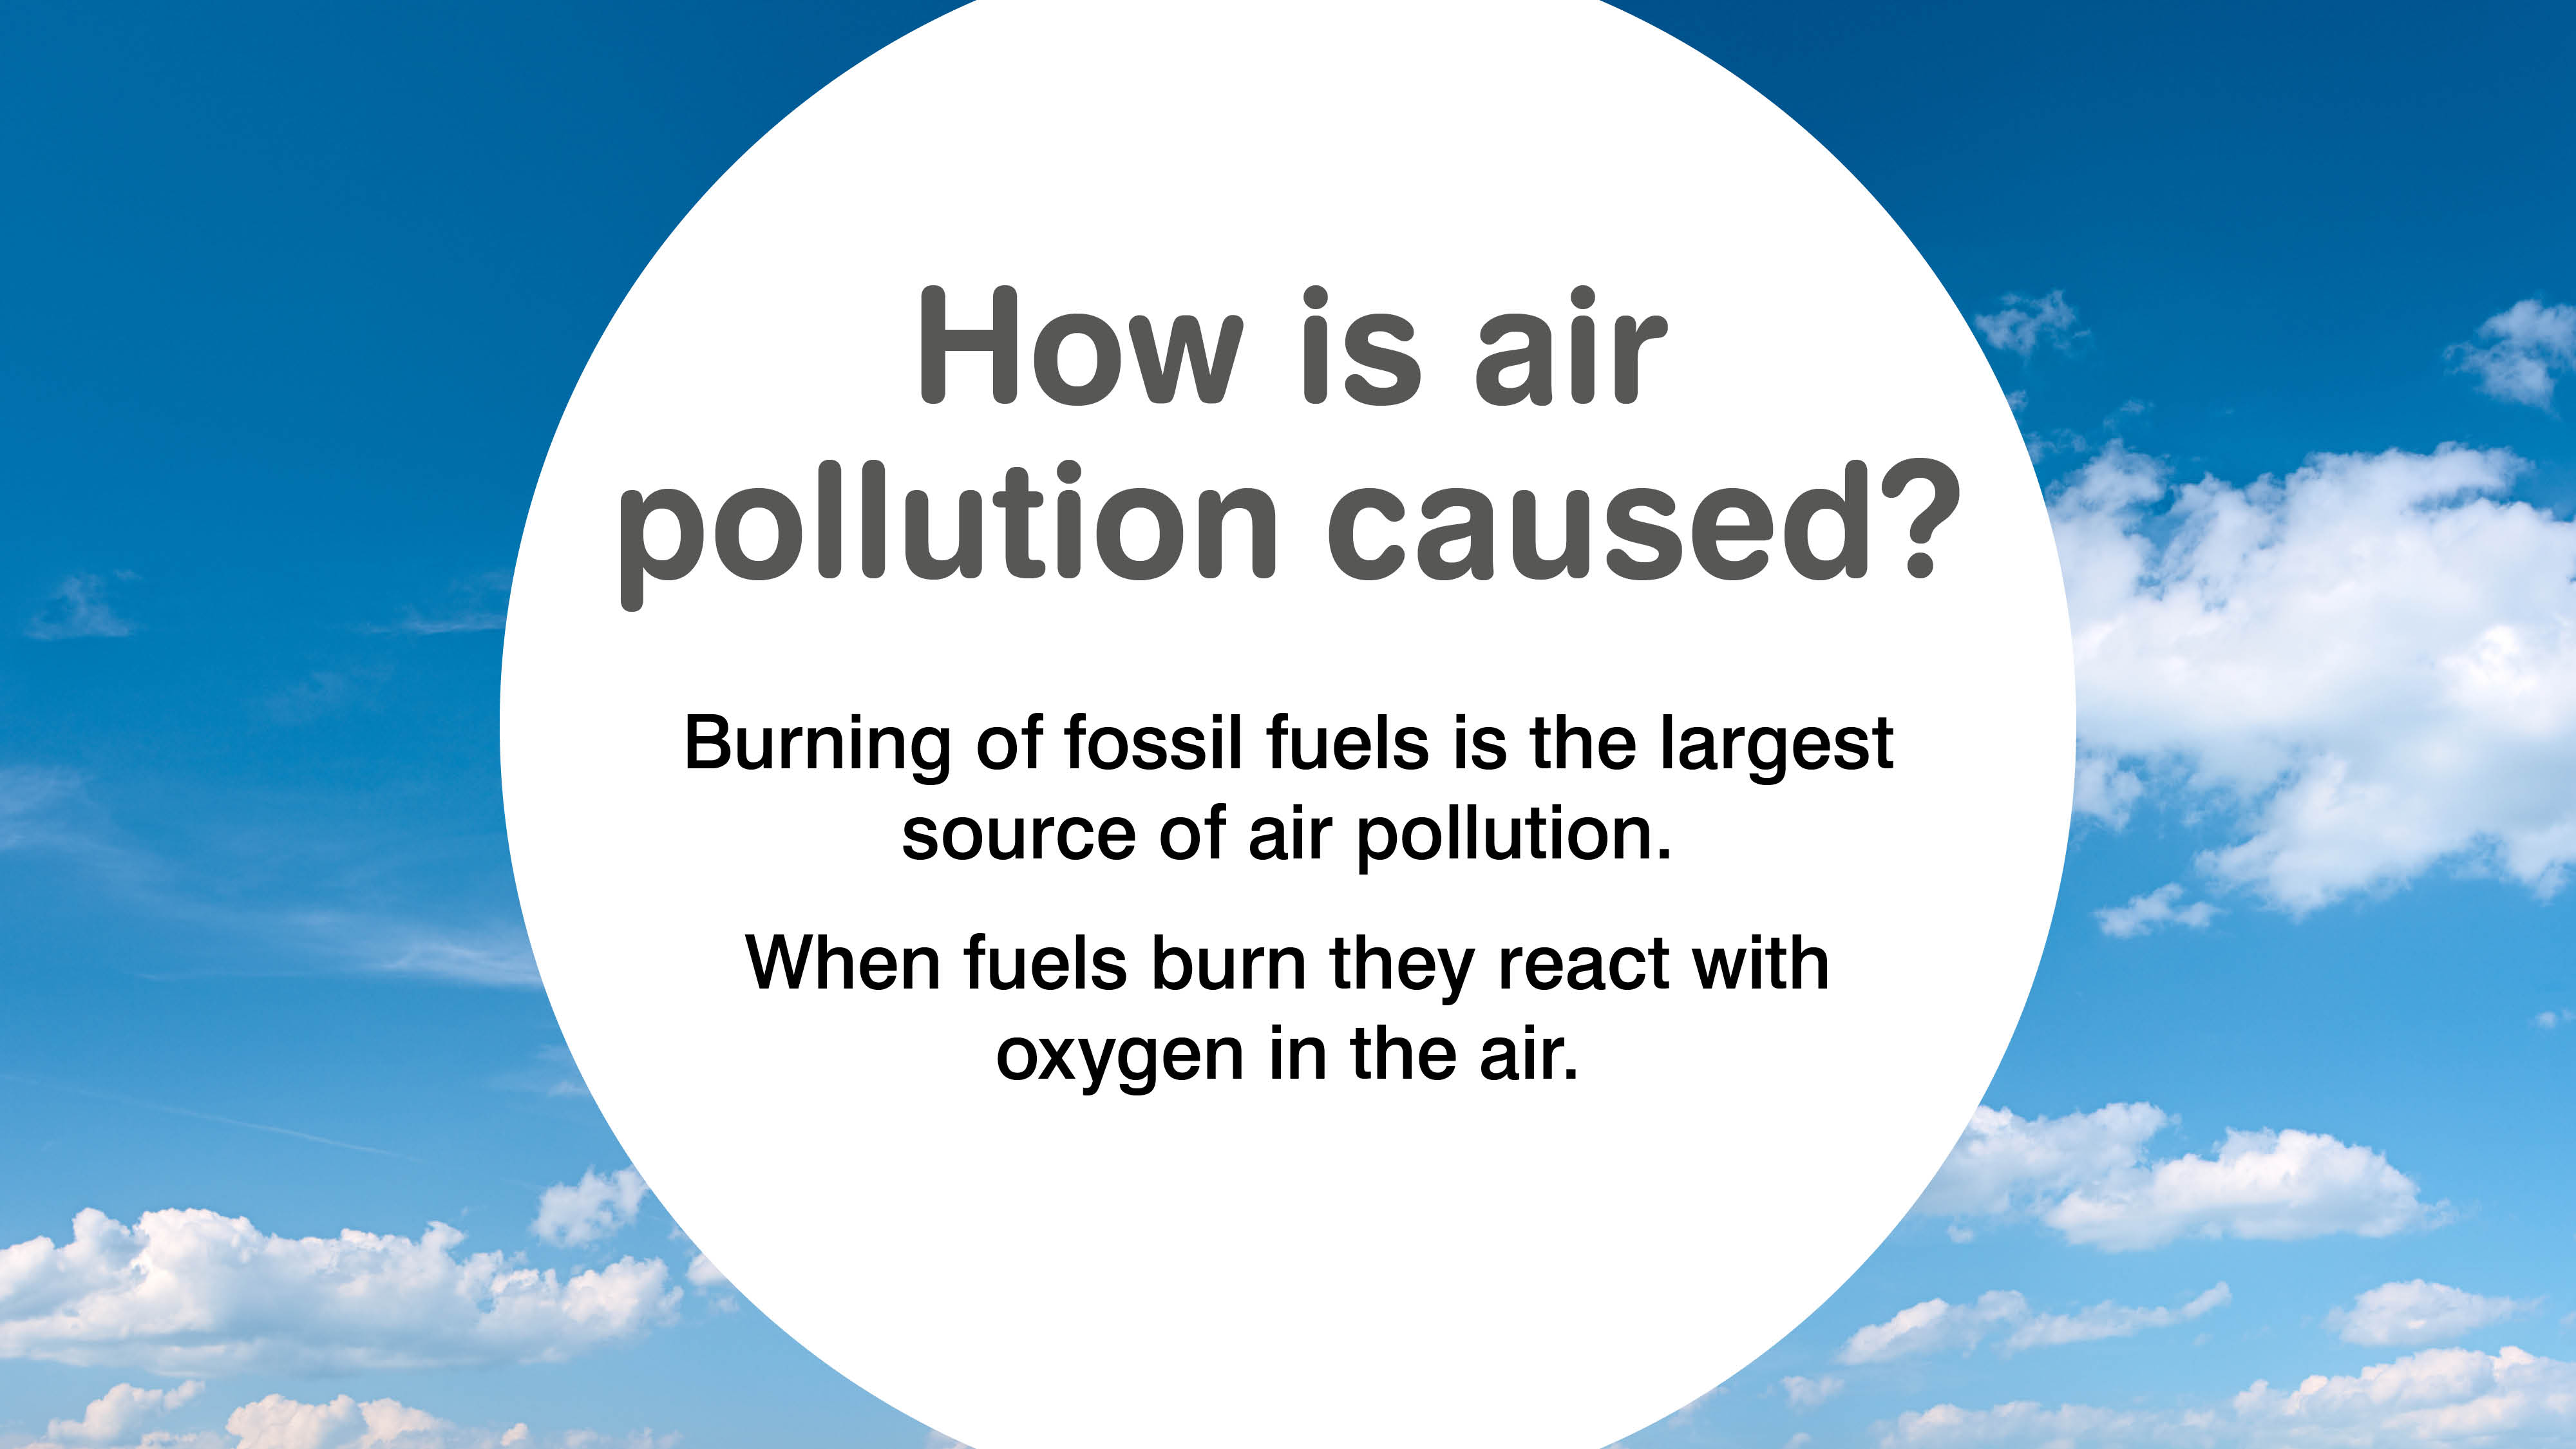 How is air
pollution caused?
Burning of fossil fuels is the largest
source of air pollution.
When fuels burn they react with
oxygen in the air.